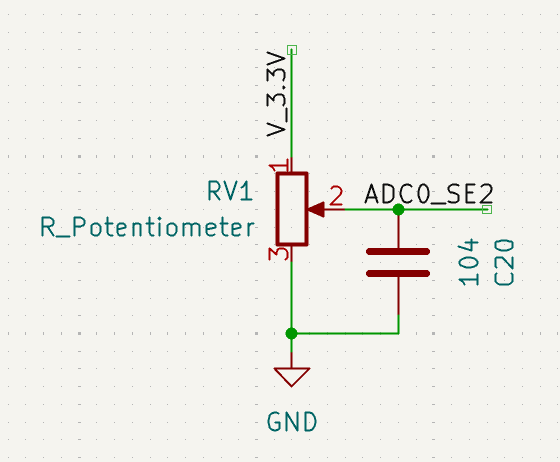 V_3.3V
1
RV1
R_Potentiometer
2
ADC0_SE2
3
104
C20
GND